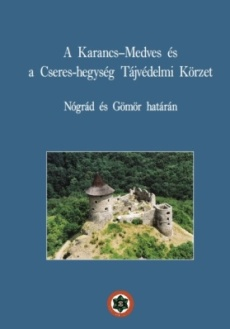 A Karancs–Medves és
a Cseres-hegység Tájvédelmi Körzet
Nógrád és Gömör határán